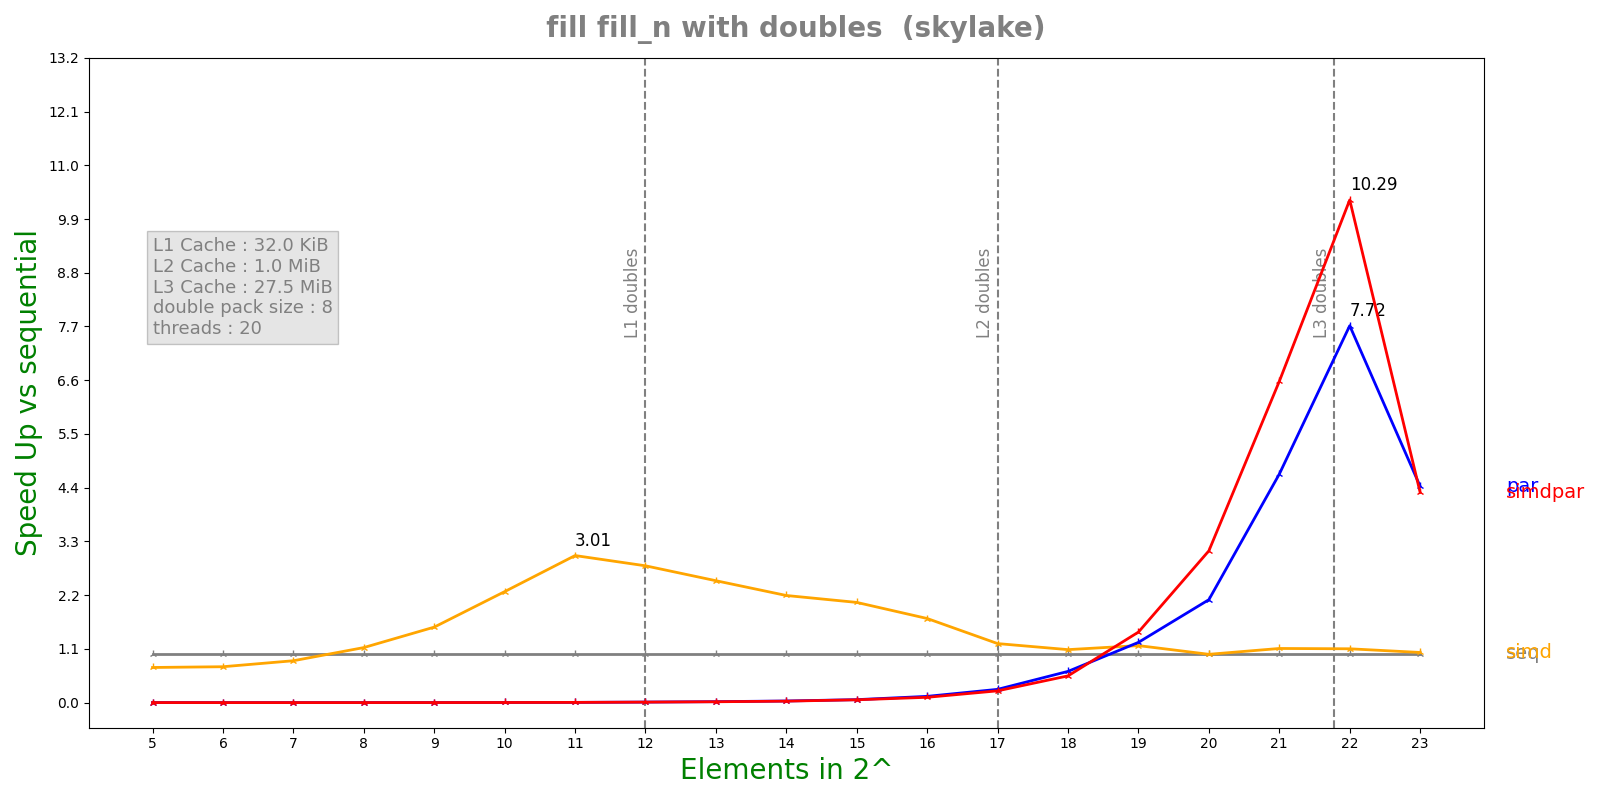 fill fill_n with doubles  (skylake)
13.2
12.1
11.0
9.9
8.8
7.7
6.6
5.5
4.4
3.3
2.2
1.1
0.0
Speed Up vs sequential
L1 Cache : 32.0 KiB
L2 Cache : 1.0 MiB
L3 Cache : 27.5 MiB
double pack size : 8
threads : 20
L1 doubles
L2 doubles
L3 doubles
3.01
10.29
7.72
par
simdpar
simd
seq
5 6 7 8 9 10 11 12 13 14 15 16 17 18 19 20 21 22 23
Elements in 2^